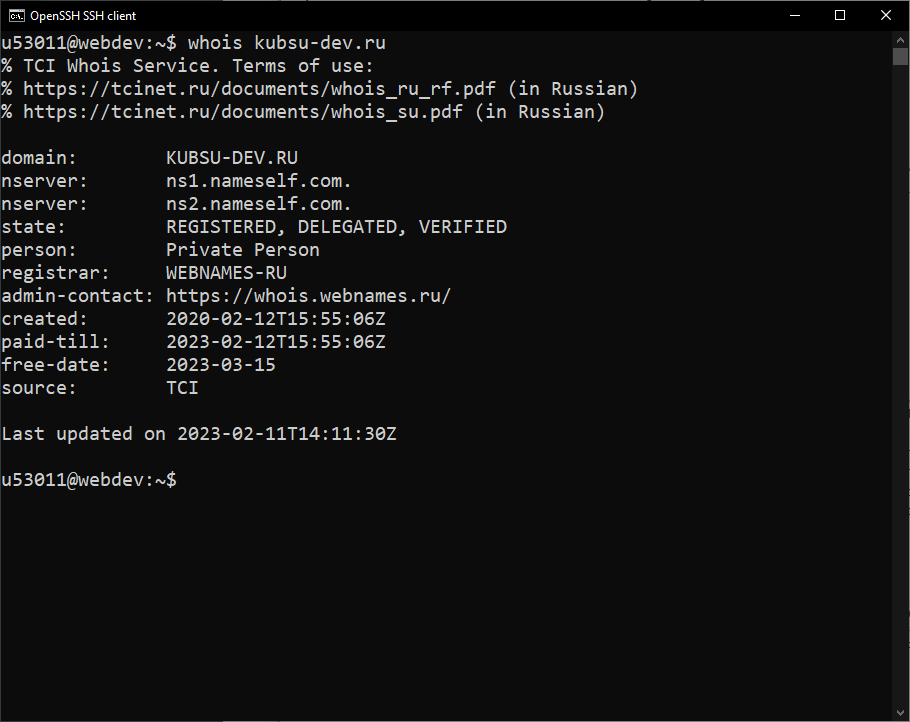 OpenSSH SSH client
u53011@webdev:~$ whois kubsu-dev.ru
% TCI Whois Service. Terms of use:
% https://tcinet.ru/documents/whois_ru_rf.pdf (in Russian)
% https://tcinet.ru/documents/whois_su.pdf (in Russian)

domain:        KUBSU-DEV.RU
nserver:       ns1.nameself.com.
nserver:       ns2.nameself.com.
state:         REGISTERED, DELEGATED, VERIFIED
person:        Private Person
registrar:     WEBNAMES-RU
admin-contact: https://whois.webnames.ru/
created:       2020-02-12T15:55:06Z
paid-till:     2023-02-12T15:55:06Z
free-date:     2023-03-15
source:        TCI

Last updated on 2023-02-11T14:11:30Z

u53011@webdev:~$